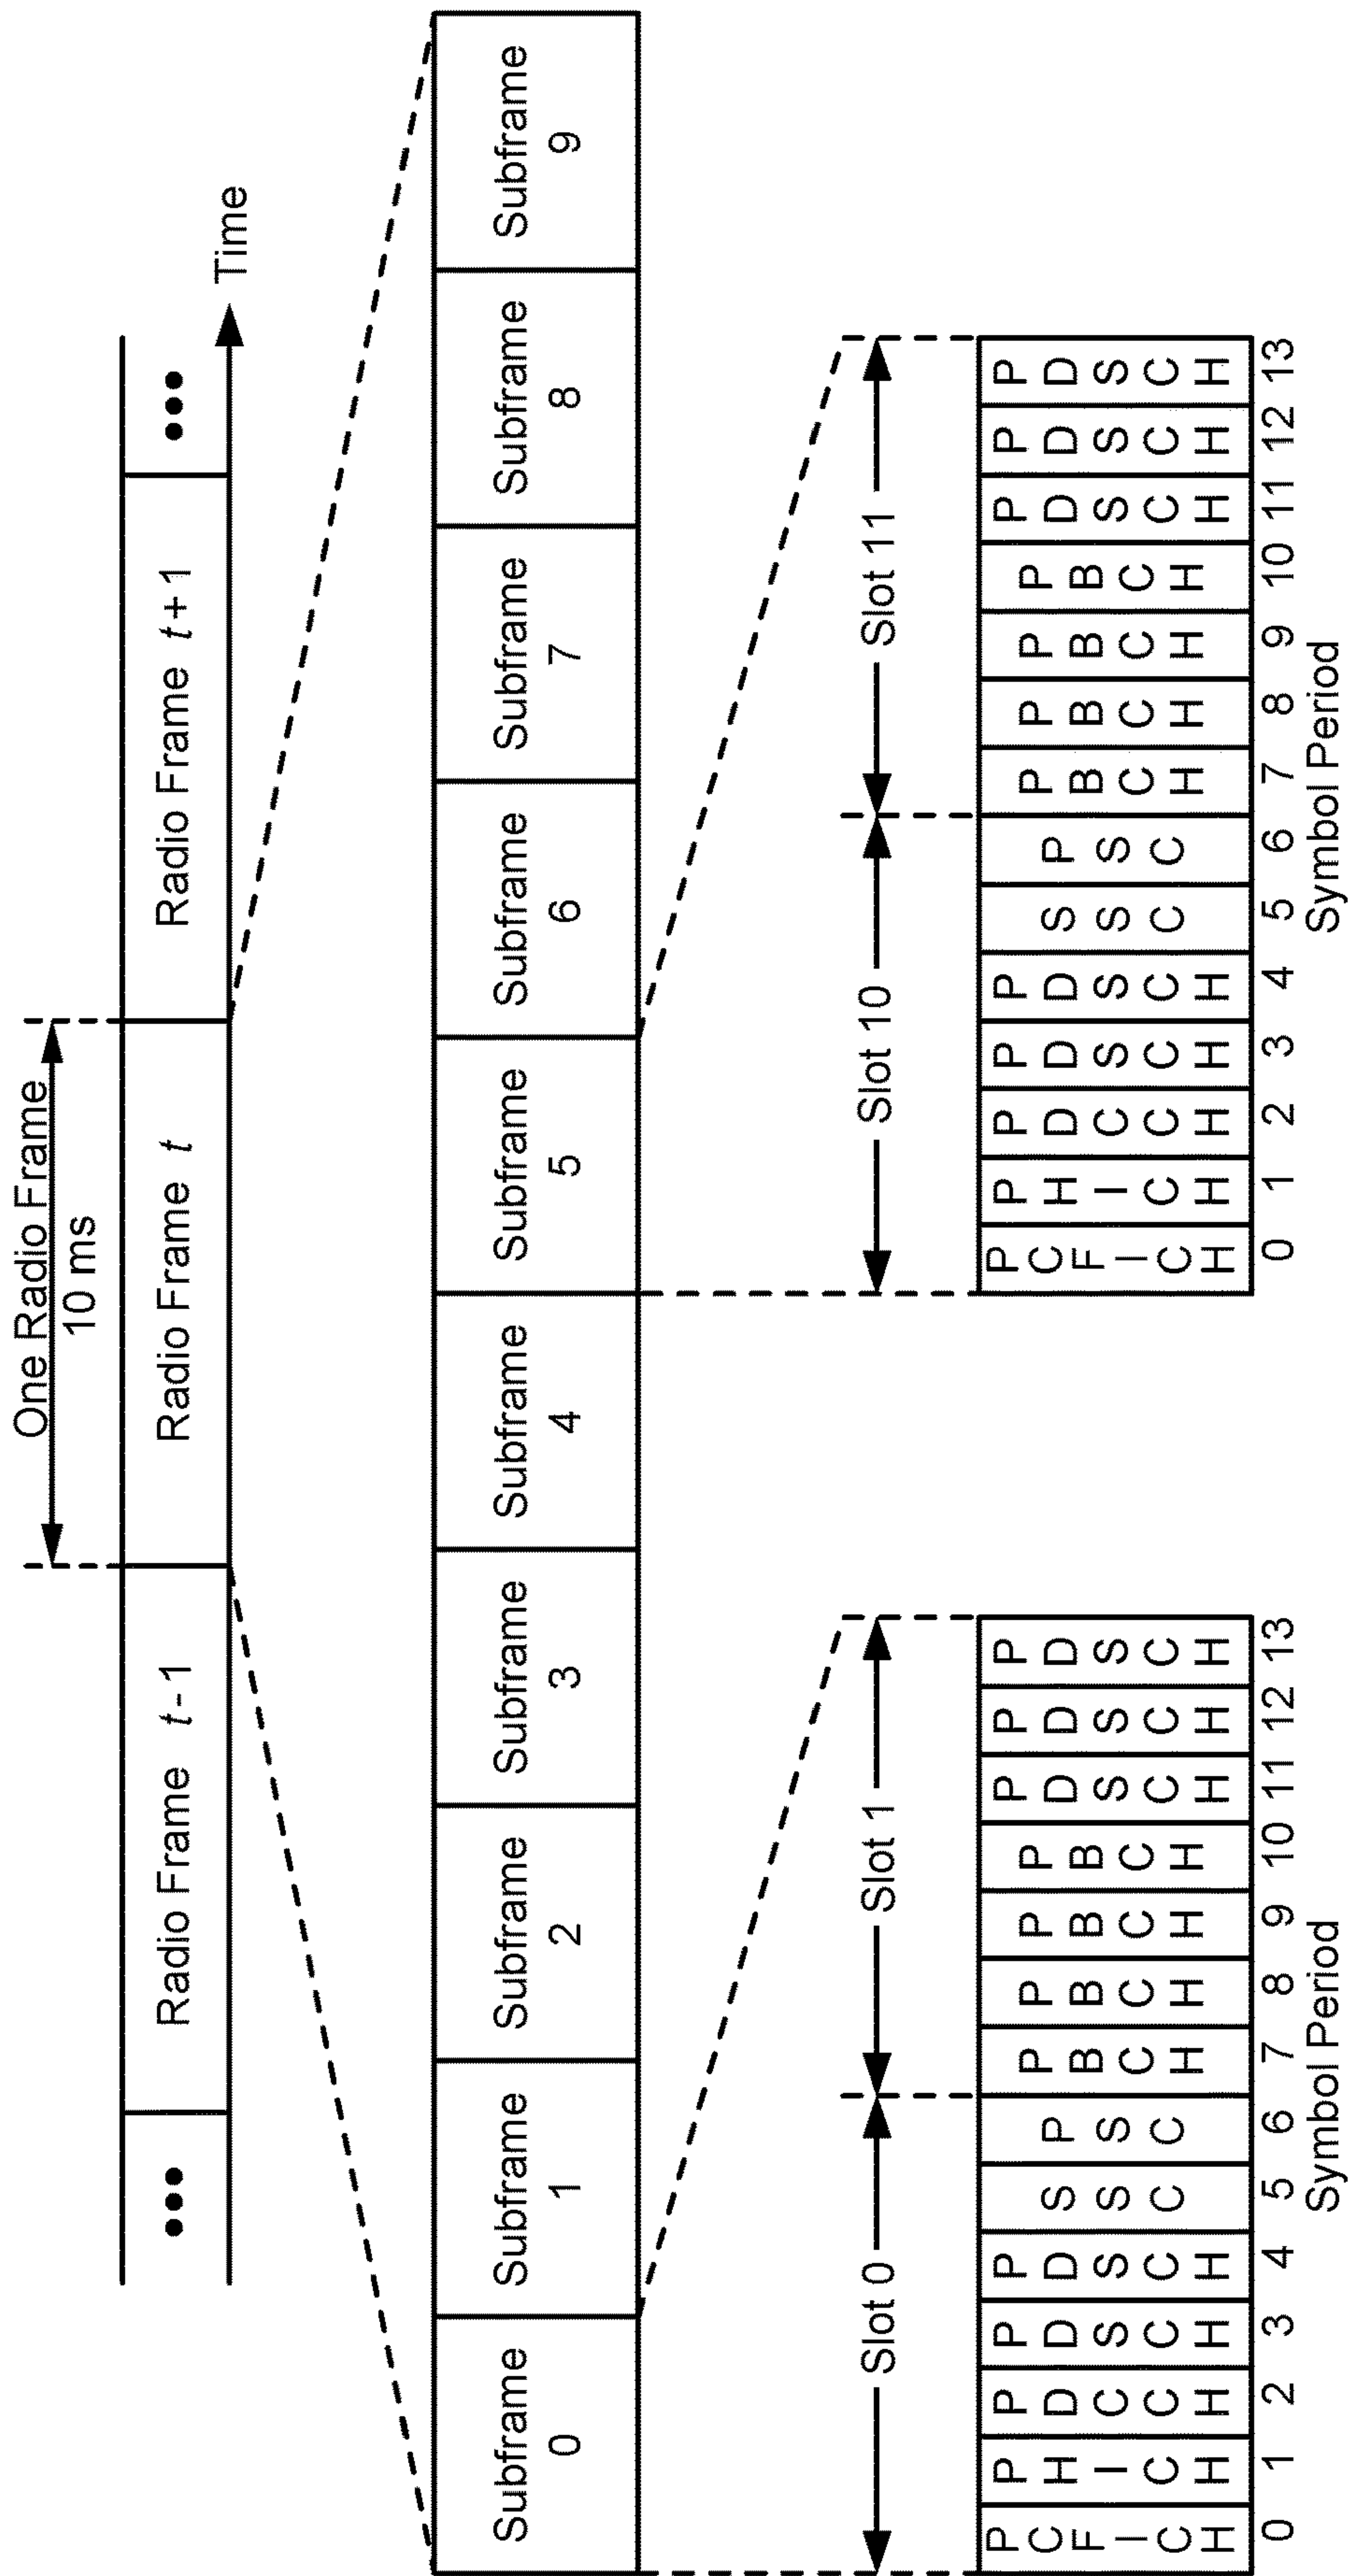 One Radio Frame
10 ms
••• Radio Frame t-1 Radio Frame t Radio Frame t+1 •••
Time
Subframe 0 Subframe 1 Subframe 2 Subframe 3 Subframe 4 Subframe 5 Subframe 6 Subframe 7 Subframe 8 Subframe 9
Slot 0 Slot 1
PCFICH PHICH PDCCH PDSCH PDSCH SSC PSC PBCH PBCH PBCH PBCH PDSCH PDSCH PDSCH
0 1 2 3 4 5 6 7 8 9 10 11 12 13
Symbol Period
Slot 10 Slot 11
PCFICH PHICH PDCCH PDSCH PDSCH SSC PSC PBCH PBCH PBCH PBCH PDSCH PDSCH PDSCH
0 1 2 3 4 5 6 7 8 9 10 11 12 13
Symbol Period